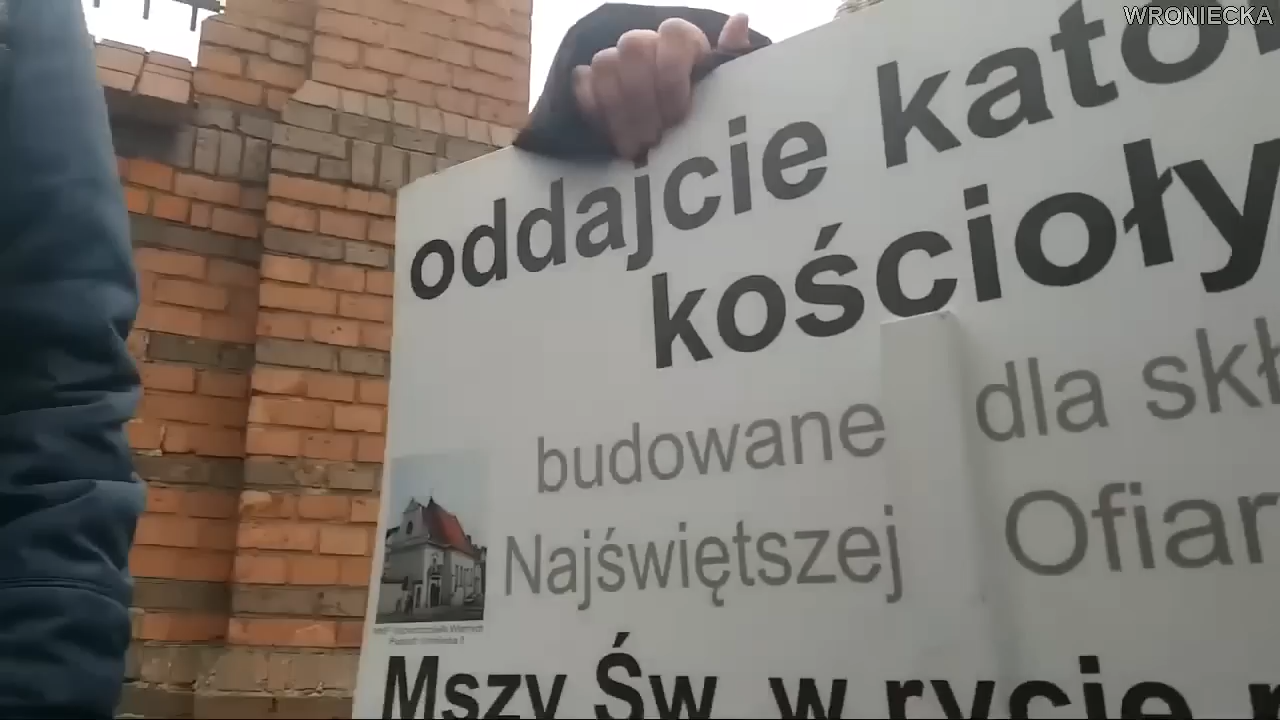 WRONIECKA
oddajcie katol
kościoły
budowane dla skł
Najświętszej Ofiar
Mszy Św. w rycie